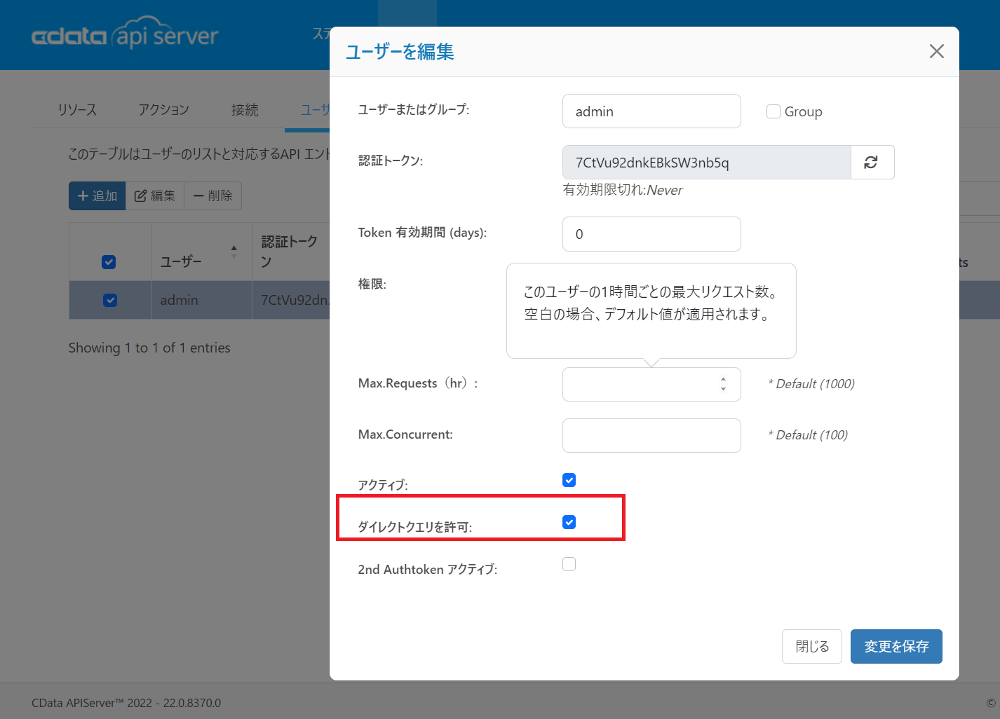 cdata api server
ステ
リソース
アクション
接続
ユーザ
このテーブルはユーザーのリストと対応するAPI エント
追加
編集
削除
ユーザー
認証トーク
ン
ts
admin
7CtVu92dn.
Showing 1 to 1 of 1 entries
ユーザーを編集
ユーザーまたはグループ:
admin
Group
認証トークン:
7CtVu92dnkEBkSW3nb5q
有効期限切れ:Never
Token 有効期間 (days):
0
権限:
このユーザーの1時間ごとの最大リクエスト数。
空白の場合、デフォルト値が適用されます。
Max.Requests（hr）:
* Default (1000)
Max.Concurrent:
* Default (100)
アクティブ:
ダイレクトクエリを許可:
2nd Authtoken アクティブ:
閉じる
変更を保存
CData APIServer™ 2022 - 22.0.8370.0
©